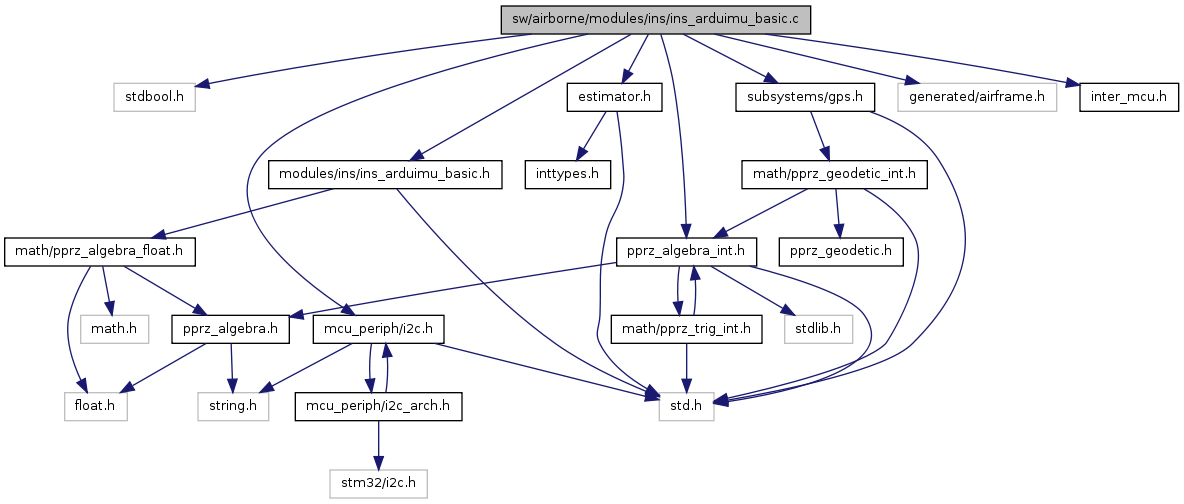 sw/airborne/modules/ins/ins_arduimu_basic.c
stdbool.h
estimator.h
subsystems/gps.h
generated/airframe.h
inter_mcu.h
modules/ins/ins_arduimu_basic.h
inttypes.h
math/pprz_geodetic_int.h
math/pprz_algebra_float.h
pprz_algebra_int.h
pprz_geodetic.h
math.h
pprz_algebra.h
mcu_periph/i2c.h
math/pprz_trig_int.h
stdlib.h
float.h
string.h
mcu_periph/i2c_arch.h
std.h
stm32/i2c.h